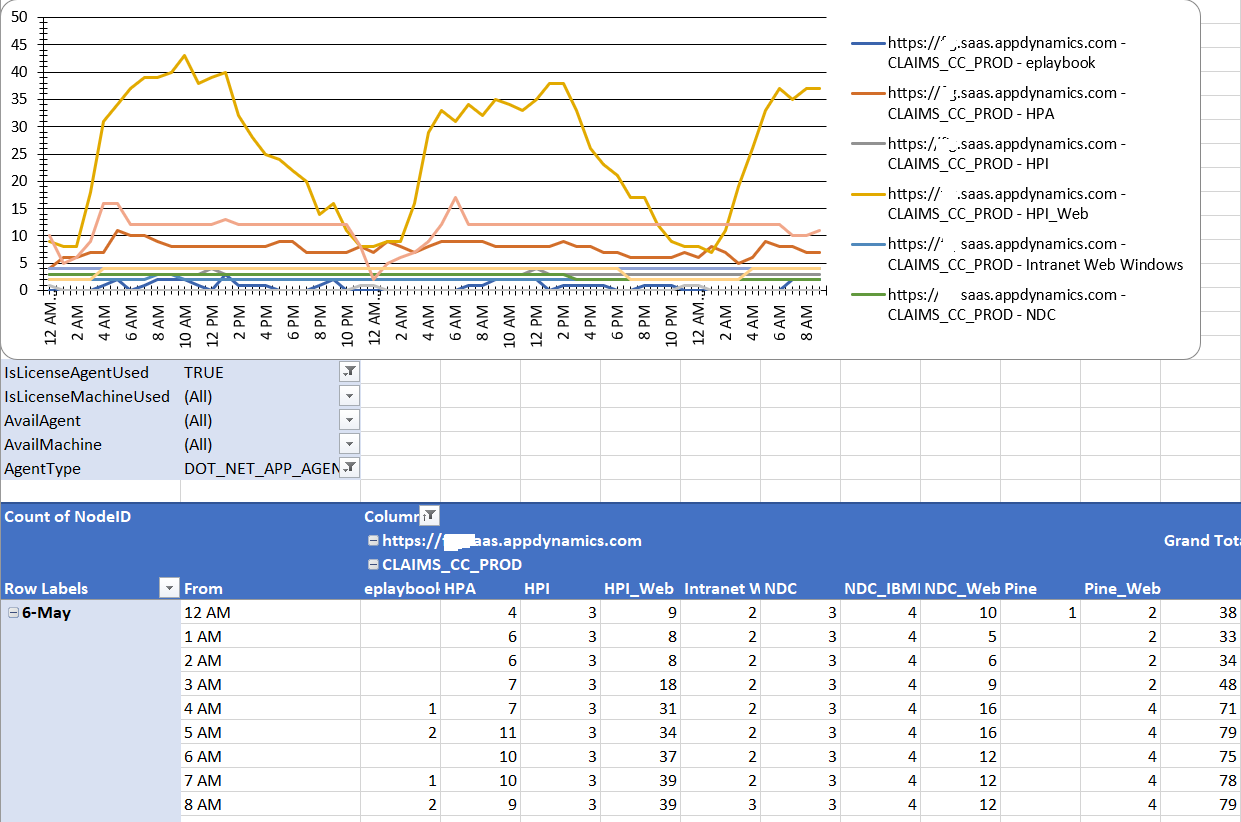 50
45
40
35
30
25
20
15
10
5
0
12 AM..
2 AM
4 AM
6 AM
8 AM
10 AM
12 PM
2 PM
4 PM
6 PM
8 PM
10 PM
12 AM..
2 AM
4 AM
6 AM
8 AM
10 AM
12 PM
2 PM
4 PM
6 PM
8 PM
10 PM
12 AM..
2 AM
4 AM
6 AM
8 AM
https:// .saas.appdynamics.com -
CLAIMS_CC_PROD - eplaybook
https:// .saas.appdynamics.com -
CLAIMS_CC_PROD - HPA
https:// .saas.appdynamics.com -
CLAIMS_CC_PROD - HPI
https:// .saas.appdynamics.com -
CLAIMS_CC_PROD - HPI_Web
https:// saas.appdynamics.com -
CLAIMS_CC_PROD - Intranet Web Windows
https:// saas.appdynamics.com -
CLAIMS_CC_PROD - NDC
IsLicenseAgentUsed TRUE
IsLicenseMachineUsed (All)
AvailAgent (All)
AvailMachine (All)
AgentType DOT_NET_APP_AGEN
Count of NodeID Column
https:// aas.appdynamics.com Grand Tota
CLAIMS_CC_PROD
Row Labels From eplaybook HPA HPI HPI_Web Intranet W NDC NDC_IBMI NDC_Web Pine Pine_Web
6-May 12 AM 4 3 9 2 3 4 10 1 2 38
1 AM 6 3 8 2 3 4 5 2 33
2 AM 6 3 8 2 3 4 6 2 34
3 AM 7 3 18 2 3 4 9 2 48
4 AM 1 7 3 31 2 3 4 16 4 71
5 AM 2 11 3 34 2 3 4 16 4 79
6 AM 10 3 37 2 3 4 12 4 75
7 AM 1 10 3 39 2 3 4 12 4 78
8 AM 2 9 3 39 3 3 4 12 4 79